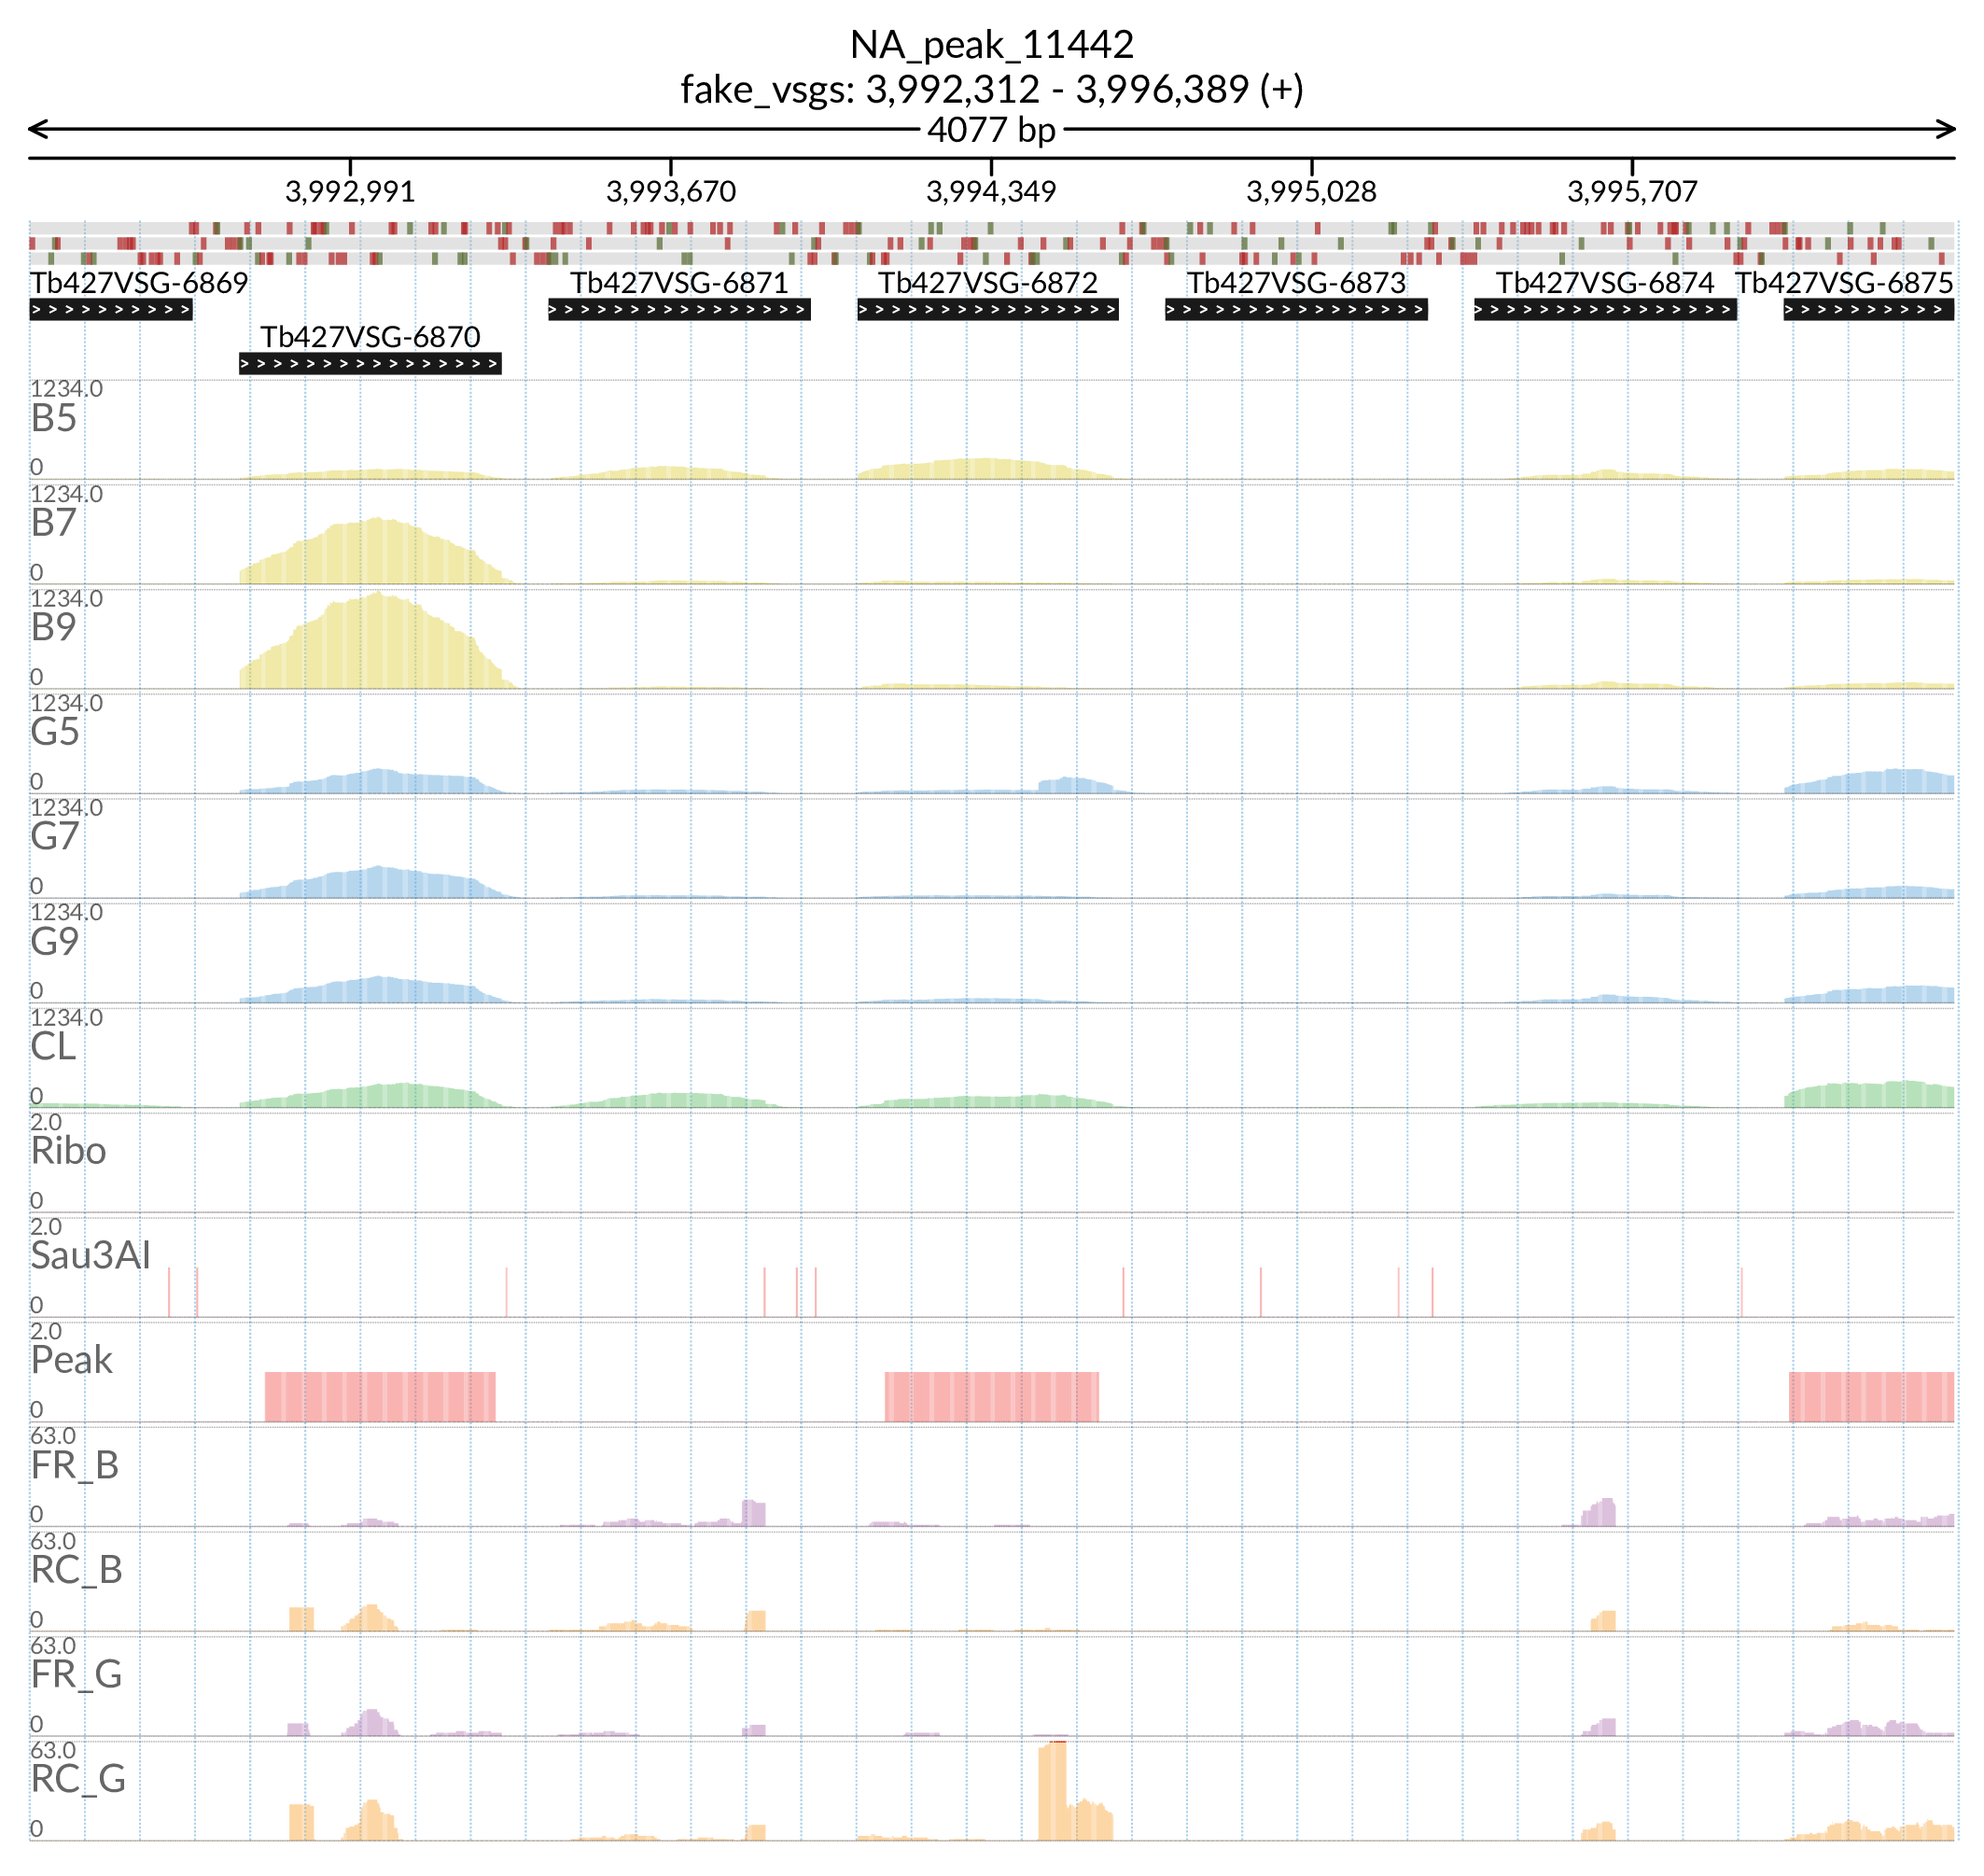 NA_peak_11442
fake_vsgs: 3,992,312 - 3,996,389 (+)
4077 bp
3,992,991 3,993,670 3,994,349 3,995,028 3,995,707
Tb427VSG-6869 Tb427VSG-6871 Tb427VSG-6872 Tb427VSG-6873 Tb427VSG-6874 Tb427VSG-6875
Tb427VSG-6870
1234.0
B5
0
1234.0
B7
0
1234.0
B9
0
1234.0
G5
0
1234.0
G7
0
1234.0
G9
0
1234.0
CL
0
2.0
Ribo
0
2.0
Sau3AI
0
2.0
Peak
0
63.0
FR_B
0
63.0
RC_B
0
63.0
FR_G
0
63.0
RC_G
0